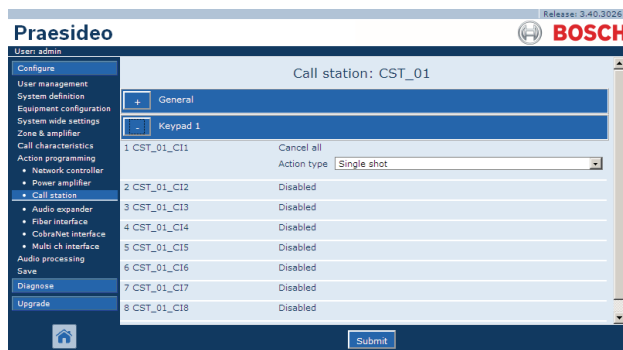 Release: 3.40.3026
Praesideo
BOSCH
User: admin
Configure
User management
System definition
Equipment configuration
System wide settings
Zone & amplifier
Call characteristics
Action programming
• Network controller
• Power amplifier
• Call station
• Audio expander
• Fiber interface
• CobraNet interface
• Multi ch interface
Audio processing
Save
Diagnose
Upgrade
Call station: CST_01
+ General
- Keypad 1
1 CST_01_CI1 Cancel all
Action type Single shot
2 CST_01_CI2 Disabled
3 CST_01_CI3 Disabled
4 CST_01_CI4 Disabled
5 CST_01_CI5 Disabled
6 CST_01_CI6 Disabled
7 CST_01_CI7 Disabled
8 CST_01_CI8 Disabled
Submit